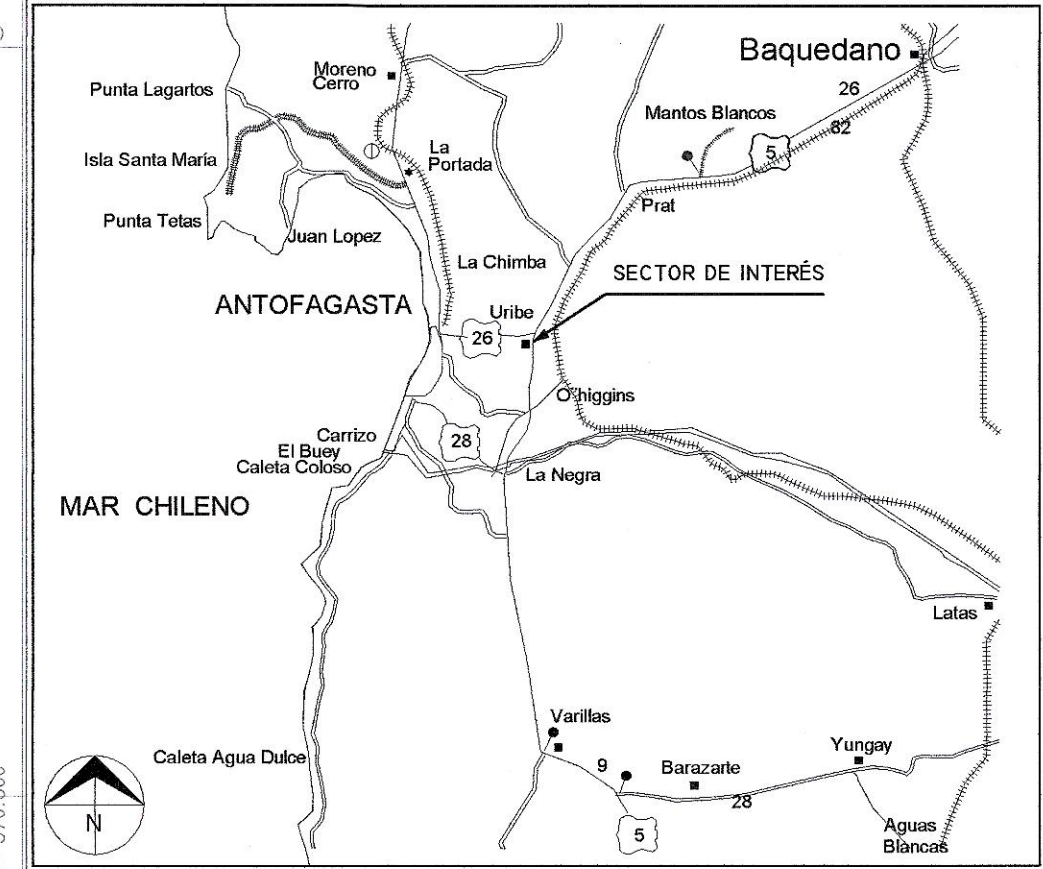 Baquedano
Moreno
Cerro
Punta Lagartos
26
Mantos Blancos
82
5
La
Portada
Isla Santa María
Prat
Punta Tetas
Juan Lopez
La Chimba
SECTOR DE INTERÉS
ANTOFAGASTA
Uribe
26
O'higgins
Carrizo
28
El Buey
Caleta Coloso
La Negra
MAR CHILENO
Latas
Varillas
Caleta Agua Dulce
9
Barazarte
Yungay
28
N
5
Aguas
Blancas